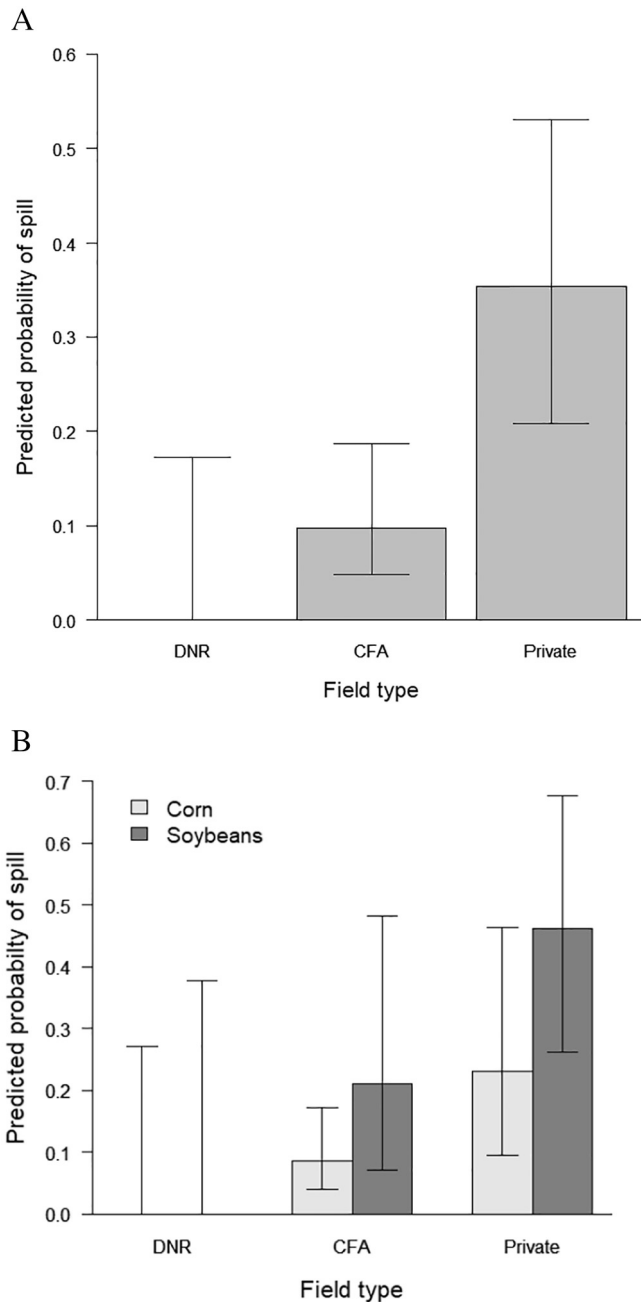 A
0.6
0.5
0.4
0.3
0.2
0.1
0.0
Predicted probability of spill
DNR CFA Private
Field type
B
0.7
0.6
0.5
0.4
0.3
0.2
0.1
0.0
Predicted probabilty of spill
Corn
Soybeans
DNR CFA Private
Field type